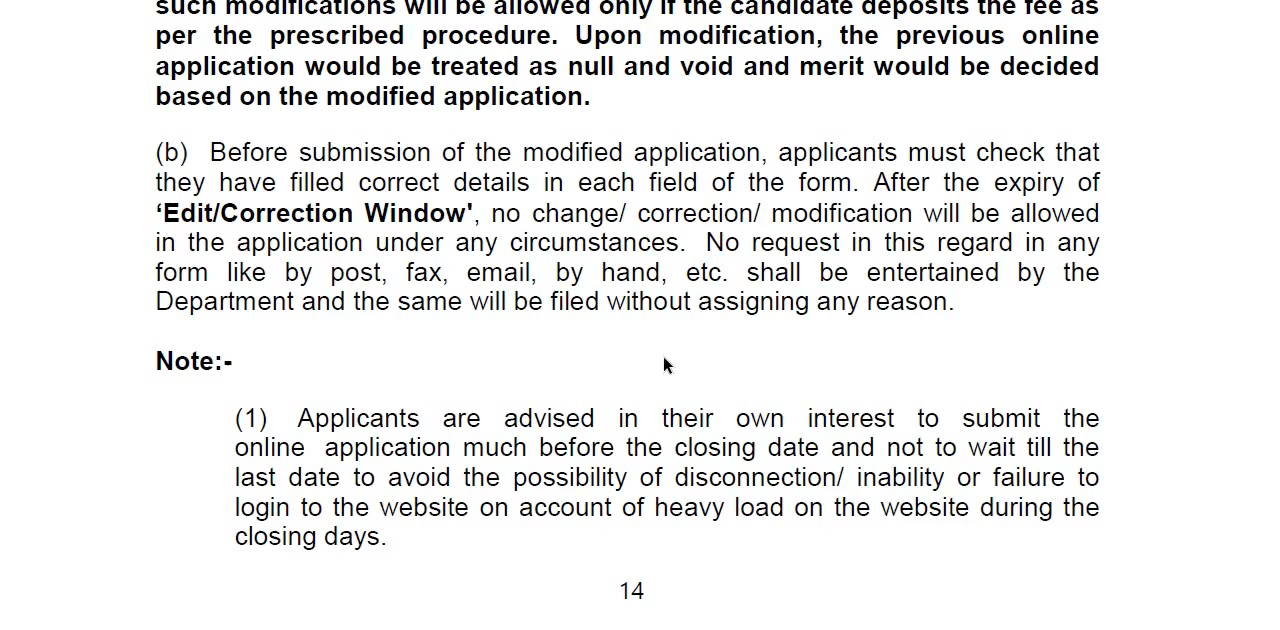 such modifications will be allowed only if the candidate deposits the fee as
per the prescribed procedure. Upon modification, the previous online
application would be treated as null and void and merit would be decided
based on the modified application.
(b) Before submission of the modified application, applicants must check that
they have filled correct details in each field of the form. After the expiry of
‘Edit/Correction Window', no change/ correction/ modification will be allowed
in the application under any circumstances. No request in this regard in any
form like by post, fax, email, by hand, etc. shall be entertained by the
Department and the same will be filed without assigning any reason.
Note:-
(1) Applicants are advised in their own interest to submit the
online application much before the closing date and not to wait till the
last date to avoid the possibility of disconnection/ inability or failure to
login to the website on account of heavy load on the website during the
closing days.
14